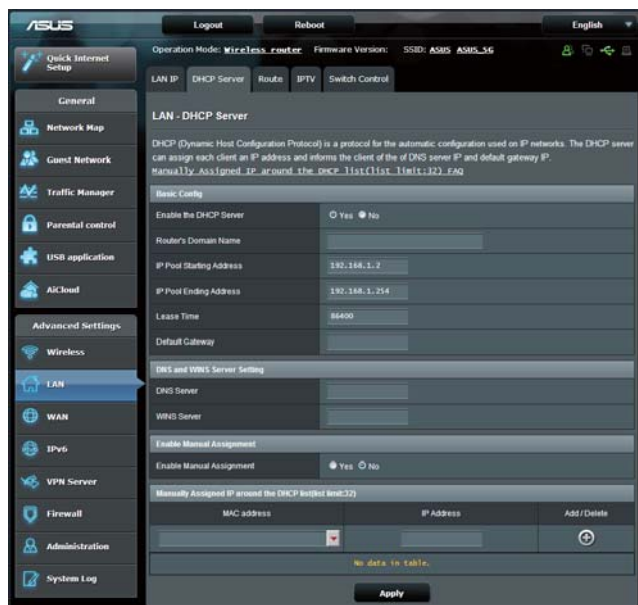 ASUS
Logout
Reboot
English
Quick Internet Setup
Operation Mode: Wireless router Firmware Version: SSID: ASUS ASUS_5G
LAN IP
DHCP Server
Route
IPTV
Switch Control
General
Network Map
Guest Network
Traffic Manager
Parental control
USB application
AiCloud
Advanced Settings
Wireless
LAN
WAN
IPv6
VPN Server
Firewall
Administration
System Log
LAN - DHCP Server
DHCP (Dynamic Host Configuration Protocol) is a protocol for the automatic configuration used on IP networks. The DHCP server
can assign each client an IP address and informs the client of the of DNS server IP and default gateway IP.
Manually Assigned IP around the DHCP list(list limit:32) FAQ
Basic Config
Enable the DHCP Server Yes No
Router's Domain Name
IP Pool Starting Address 192.168.1.2
IP Pool Ending Address 192.168.1.254
Lease Time 86400
Default Gateway
DNS and WINS Server Setting
DNS Server
WINS Server
Enable Manual Assignment
Enable Manual Assignment Yes No
Manually Assigned IP around the DHCP list(list limit:32)
MAC address IP Address Add / Delete
No data in table.
Apply